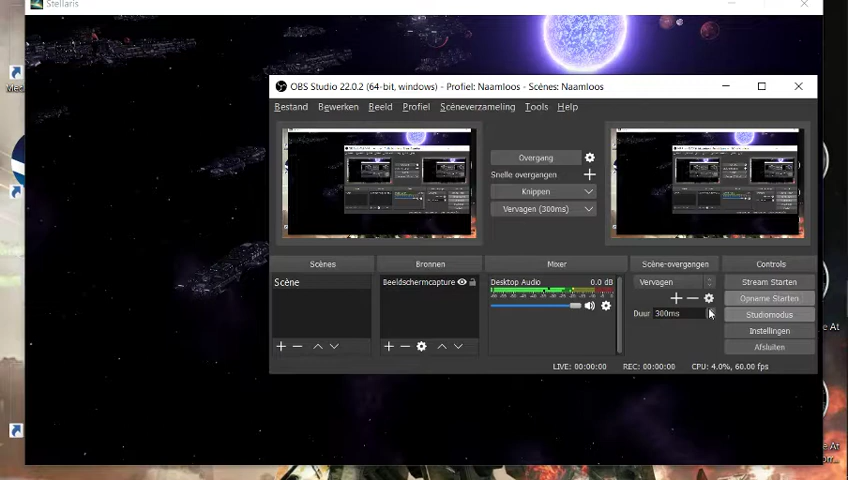 Stellaris
OBS Studio 22.0.2 (64-bit, windows) - Profiel: Naamloos - Scènes: Naamloos
Bestand Bewerken Beeld Profiel Scèneverzameling Tools Help
Overgang
Snelle overgangen
Knippen
Vervagen (300ms)
Scènes Bronnen Mixer Scène-overgangen Controls
Scène Beeldschermcapture Desktop Audio 0.0 dB Vervagen Stream Starten
Opname Starten
Duur 300ms Studiomodus
Instellingen
Afsluiten
LIVE: 00:00:00 REC: 00:00:00 CPU: 4.0%, 60.00 fps
e At
e At